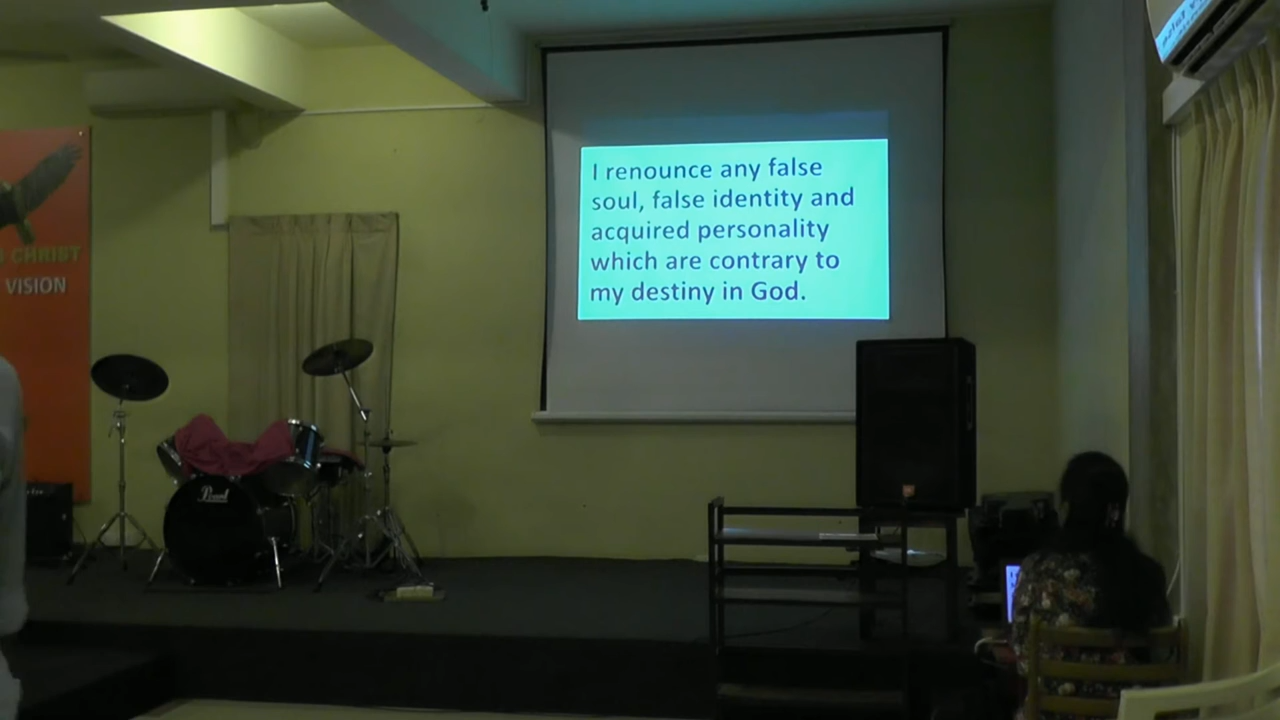 CHRIST
VISION
I renounce any false
soul, false identity and
acquired personality
which are contrary to
my destiny in God.
Pearl